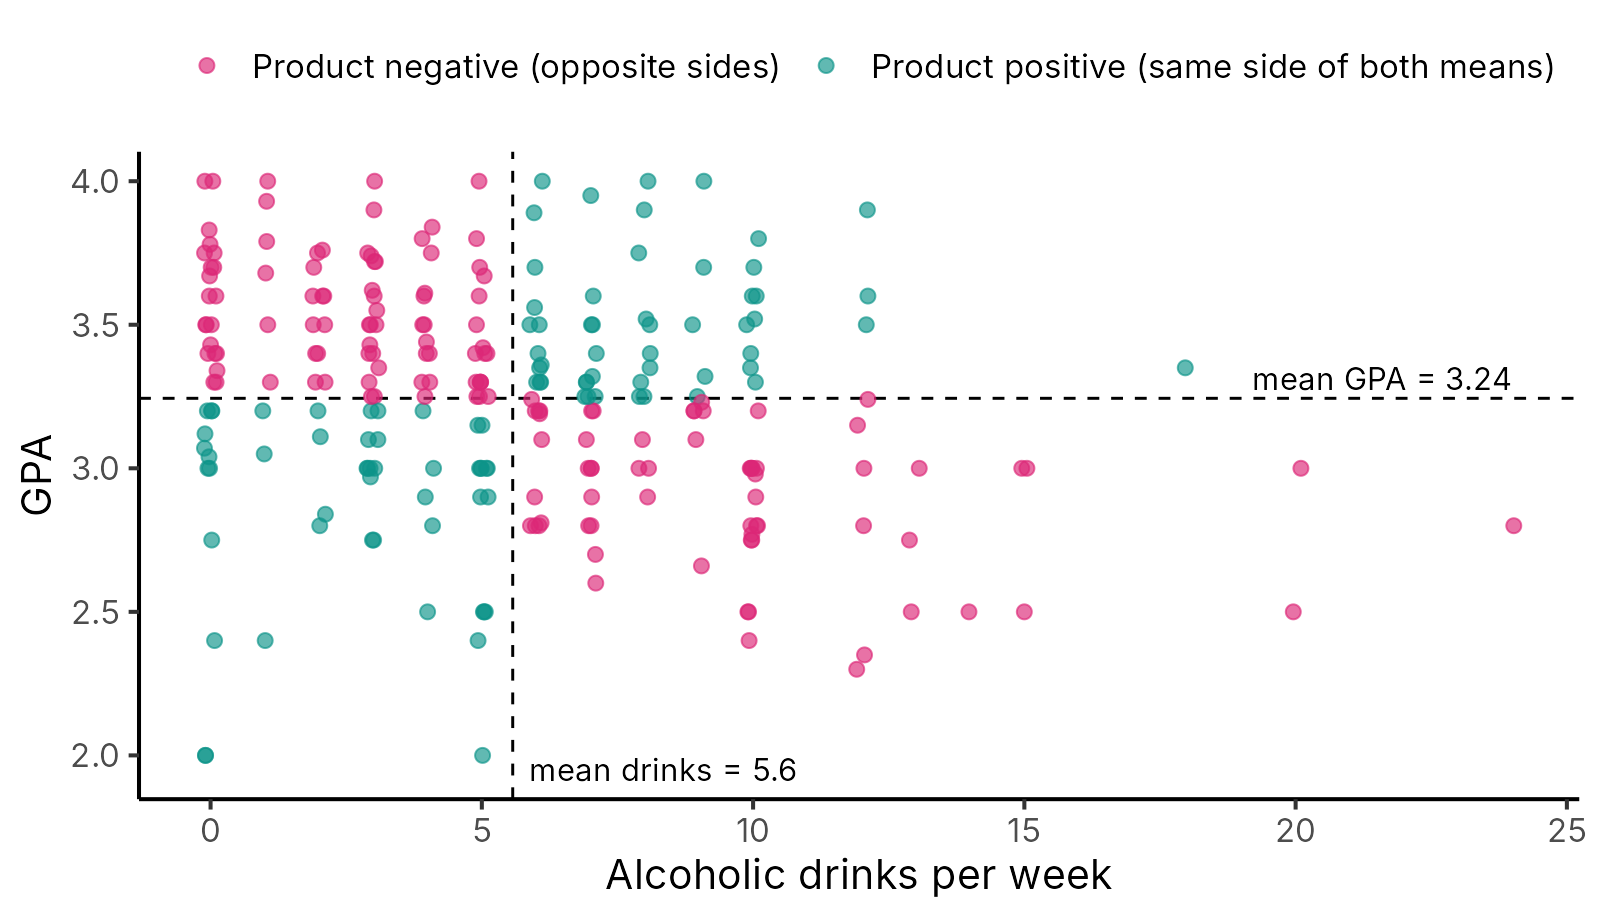 Product negative (opposite sides) Product positive (same side of both means)
4.0
3.5
mean GPA = 3.24
3.0
GPA
2.5
2.0
mean drinks = 5.6
0 5 10 15 20 25
Alcoholic drinks per week